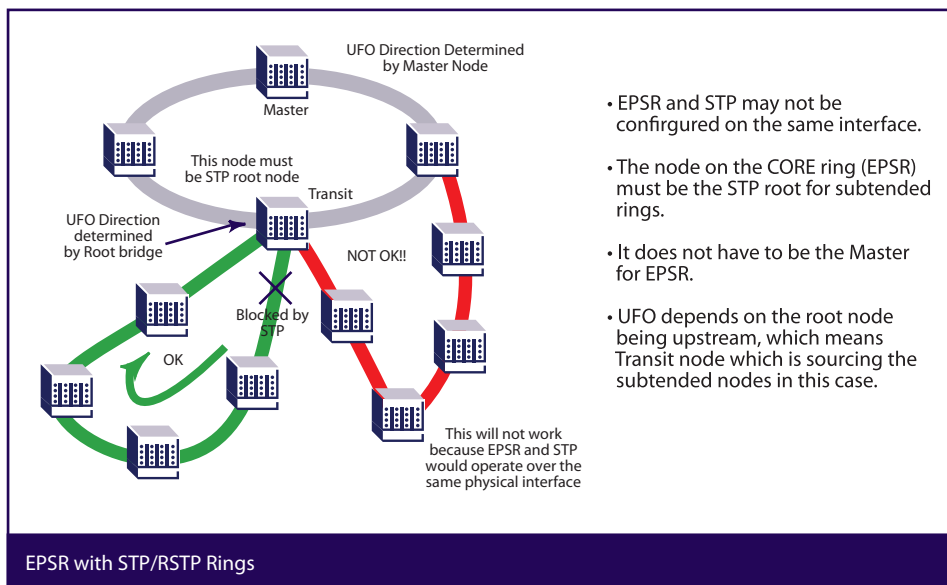 UFO Direction Determined
by Master Node
Master
This node must
be STP root node
Transit
UFO Direction
determined
by Root bridge
NOT OK!!
Blocked by
STP
OK
This will not work
because EPSR and STP
would operate over the
same physical interface
• EPSR and STP may not be
confirgured on the same interface.
• The node on the CORE ring (EPSR)
must be the STP root for subtended
rings.
• It does not have to be the Master
for EPSR.
• UFO depends on the root node
being upstream, which means
Transit node which is sourcing the
subtended nodes in this case.
EPSR with STP/RSTP Rings